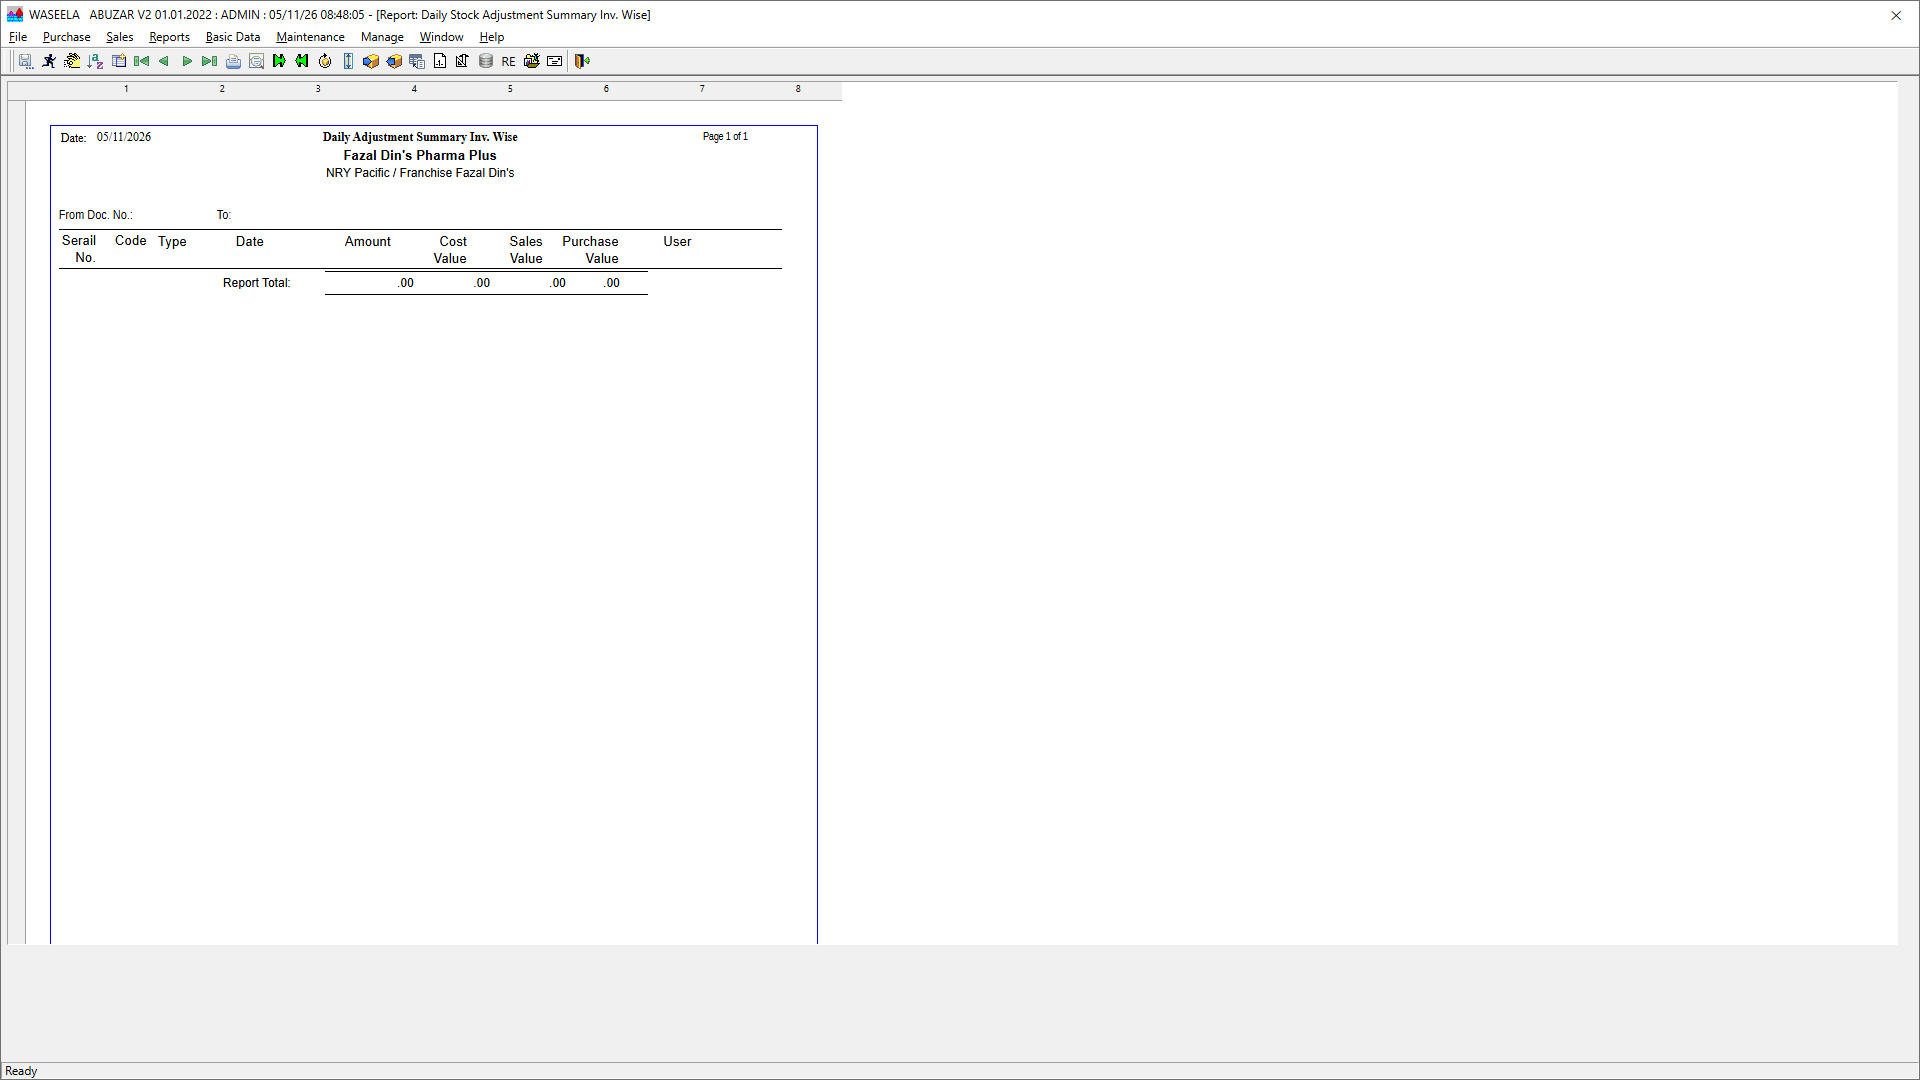 WASEELA   ABUZAR V2 01.01.2022 : ADMIN : 05/11/26 08:48:05 - [Report: Daily Stock Adjustment Summary Inv. Wise]
File Purchase Sales Reports Basic Data Maintenance Manage Window Help
RE
1 2 3 4 5 6 7 8
Date: 05/11/2026 Daily Adjustment Summary Inv. Wise Page 1 of 1
Fazal Din's Pharma Plus
NRY Pacific / Franchise Fazal Din's
From Doc. No.: To:
Serail Code Type Date Amount Cost Sales Purchase User
No. Value Value Value
Report Total: .00 .00 .00 .00
Ready